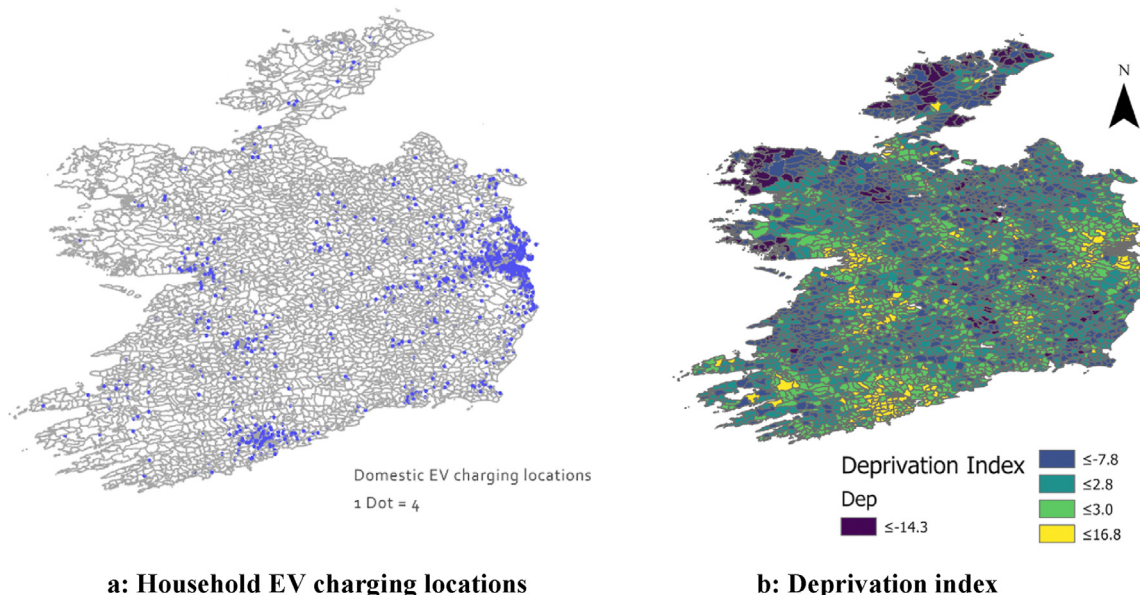 N
Domestic EV charging locations
1 Dot = 4
Deprivation Index
Dep
≤-14.3
≤-7.8
≤2.8
≤3.0
≤16.8
a: Household EV charging locations
b: Deprivation index